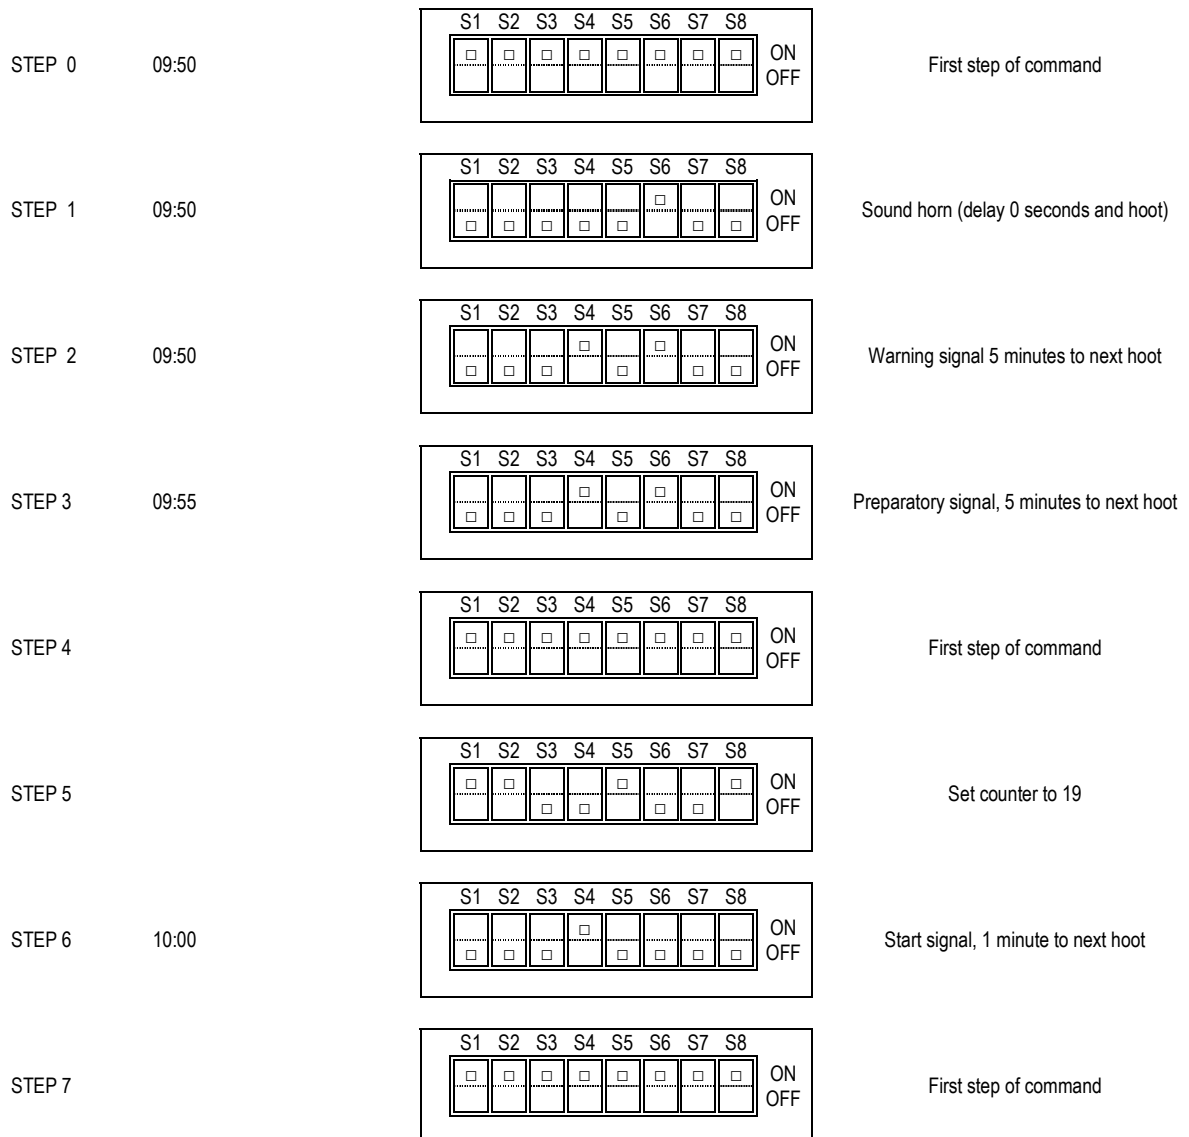 S1 S2 S3 S4 S5 S6 S7 S8
STEP 0 09:50 ON First step of command
OFF
S1 S2 S3 S4 S5 S6 S7 S8
STEP 1 09:50 ON Sound horn (delay 0 seconds and hoot)
OFF
S1 S2 S3 S4 S5 S6 S7 S8
STEP 2 09:50 ON Warning signal 5 minutes to next hoot
OFF
S1 S2 S3 S4 S5 S6 S7 S8
STEP 3 09:55 ON Preparatory signal, 5 minutes to next hoot
OFF
S1 S2 S3 S4 S5 S6 S7 S8
STEP 4 ON First step of command
OFF
S1 S2 S3 S4 S5 S6 S7 S8
STEP 5 ON Set counter to 19
OFF
S1 S2 S3 S4 S5 S6 S7 S8
STEP 6 10:00 ON Start signal, 1 minute to next hoot
OFF
S1 S2 S3 S4 S5 S6 S7 S8
STEP 7 ON First step of command
OFF